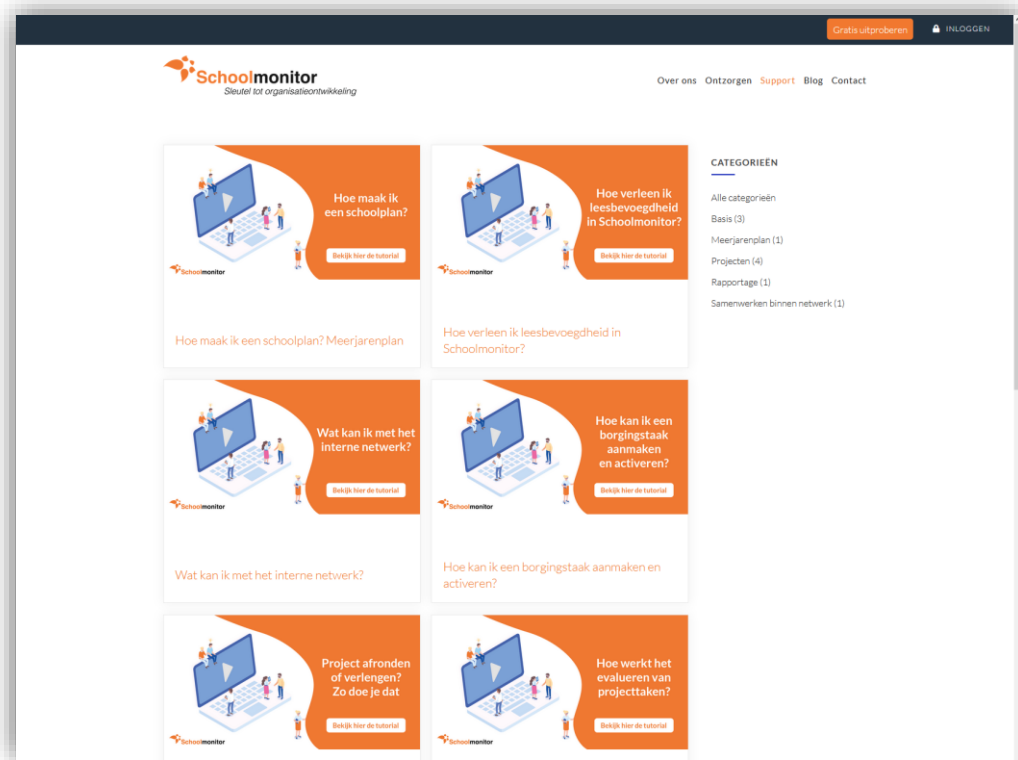 Gratis uitproberen
INLOGGEN
Schoolmonitor
Sleutel tot organisatieontwikkeling
Over ons Ontzorgen Support Blog Contact
Hoe maak ik
een schoolplan?
Bekijk hier de tutorial
Schoolmonitor
Hoe maak ik een schoolplan? Meerjarenplan
Hoe verleen ik
leesbevoegdheid
in Schoolmonitor?
Bekijk hier de tutorial
Schoolmonitor
Hoe verleen ik leesbevoegdheid in
Schoolmonitor?
Wat kan ik met het
interne netwerk?
Bekijk hier de tutorial
Schoolmonitor
Wat kan ik met het interne netwerk?
Hoe kan ik een
borgingstaak
aanmaken
en activeren?
Bekijk hier de tutorial
Schoolmonitor
Hoe kan ik een borgingstaak aanmaken en
activeren?
Project afronden
of verlengen?
Zo doe je dat
Bekijk hier de tutorial
Schoolmonitor
Hoe werkt het
evalueren van
projecttaken?
Bekijk hier de tutorial
Schoolmonitor
CATEGORIEËN
Alle categorieën
Basis (3)
Meerjarenplan (1)
Projecten (4)
Rapportage (1)
Samenwerken binnen netwerk (1)